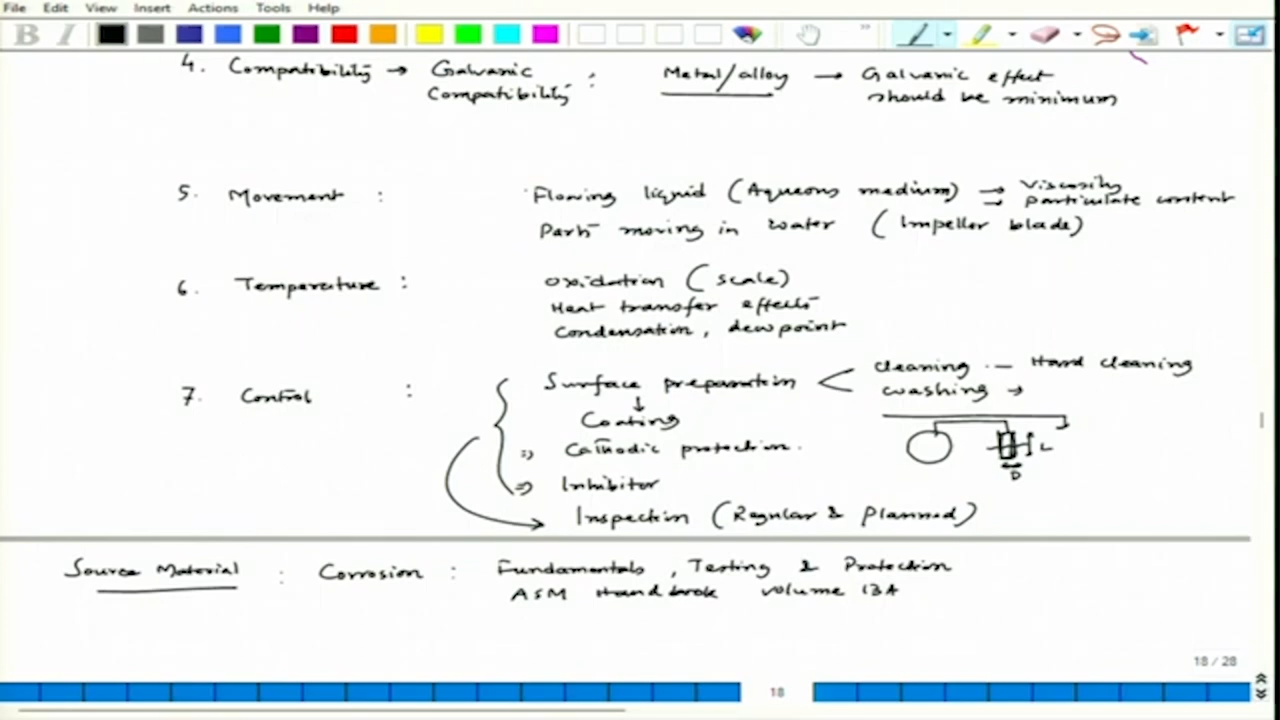 File Edit View Insert Actions Tools Help
B I
4. Compatibility → Galvanic Compatibility : Metal/alloy → Galvanic effect should be minimum
5. Movement : Flowing liquid (Aqueous medium) → Viscosity → particulate content
Parts moving in water (Impeller blade)
6. Temperature : Oxidation (scale)
Heat transfer effects
Condensation, dewpoint
7. Control : Surface preparation < cleaning — Hard cleaning
washing →
↓
Coating
⇒ Cathodic protection.
L
D
⇒ Inhibitor
Inspection (Regular & Planned)
Source Material : Corrosion : Fundamentals, Testing & Protection
ASM Handbook Volume 13A
18 / 28
18